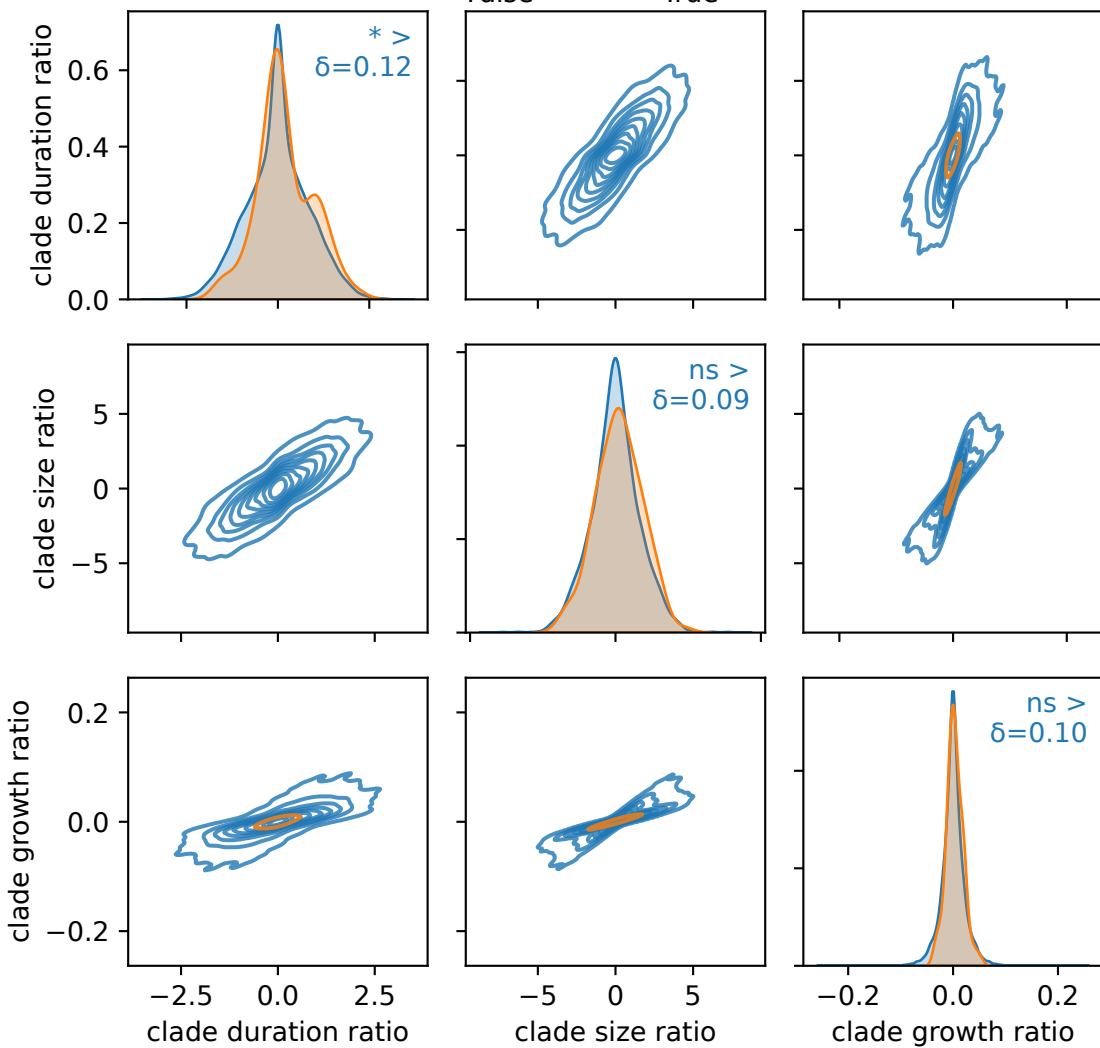 True
clade duration ratio
0.6
0.4
0.2
0.0
* >
δ=0.12
clade size ratio
5
0
−5
ns >
δ=0.09
clade growth ratio
0.2
0.0
−0.2
ns >
δ=0.10
−2.5 0.0 2.5
−5 0 5
−0.2 0.0 0.2
clade duration ratio
clade size ratio
clade growth ratio